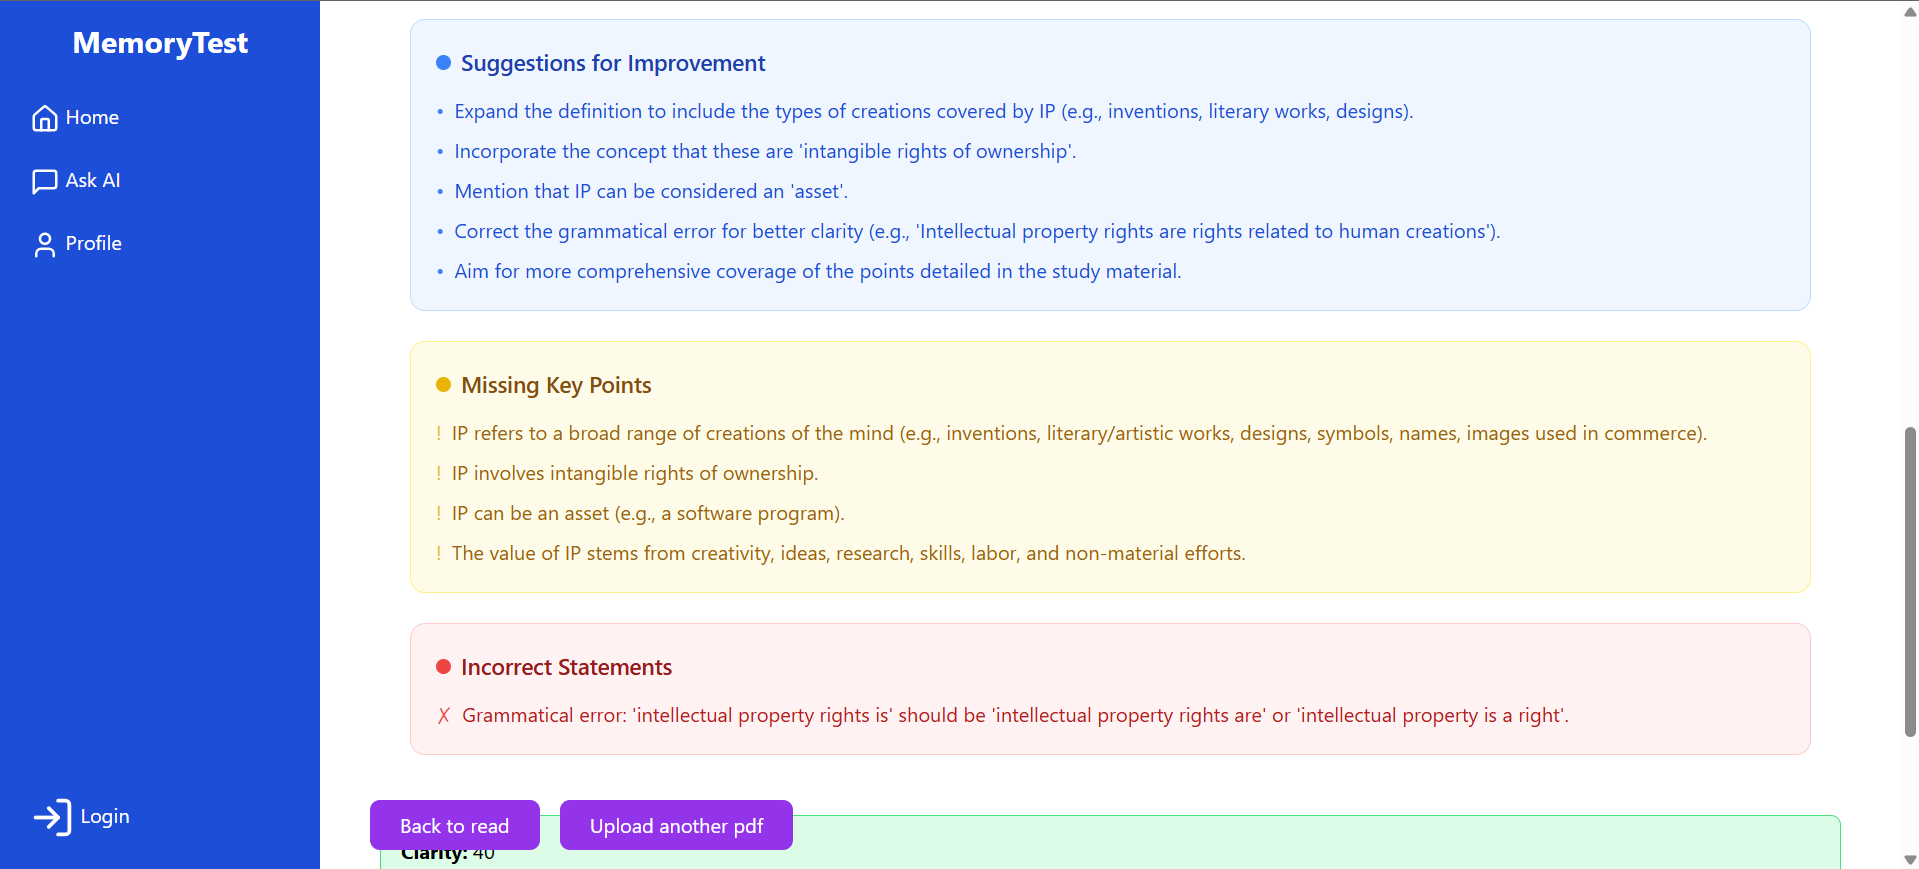 MemoryTest
Home
Ask AI
Profile
Login
Suggestions for Improvement
• Expand the definition to include the types of creations covered by IP (e.g., inventions, literary works, designs).
• Incorporate the concept that these are 'intangible rights of ownership'.
• Mention that IP can be considered an 'asset'.
• Correct the grammatical error for better clarity (e.g., 'Intellectual property rights are rights related to human creations').
• Aim for more comprehensive coverage of the points detailed in the study material.
Missing Key Points
! IP refers to a broad range of creations of the mind (e.g., inventions, literary/artistic works, designs, symbols, names, images used in commerce).
! IP involves intangible rights of ownership.
! IP can be an asset (e.g., a software program).
! The value of IP stems from creativity, ideas, research, skills, labor, and non-material efforts.
Incorrect Statements
✗ Grammatical error: 'intellectual property rights is' should be 'intellectual property rights are' or 'intellectual property is a right'.
Back to read
Upload another pdf
Clarity: 40